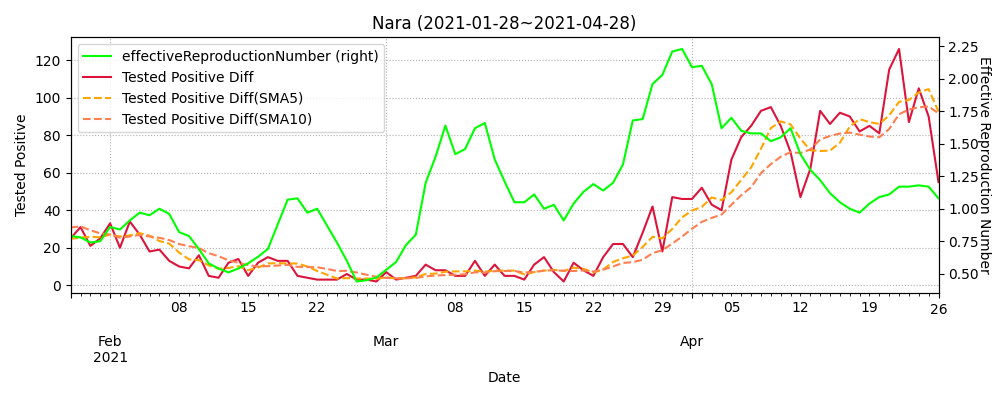 Nara (2021-01-28~2021-04-28)
effectiveReproductionNumber (right)
Tested Positive Diff
Tested Positive Diff(SMA5)
Tested Positive Diff(SMA10)
Tested Positive
120
100
80
60
40
20
0
2.25
2.00
1.75
1.50
1.25
1.00
0.75
0.50
Effective Reproduction Number
08 15 22 08 15 22 29 05 12 19 26
Feb Mar Apr
2021
Date